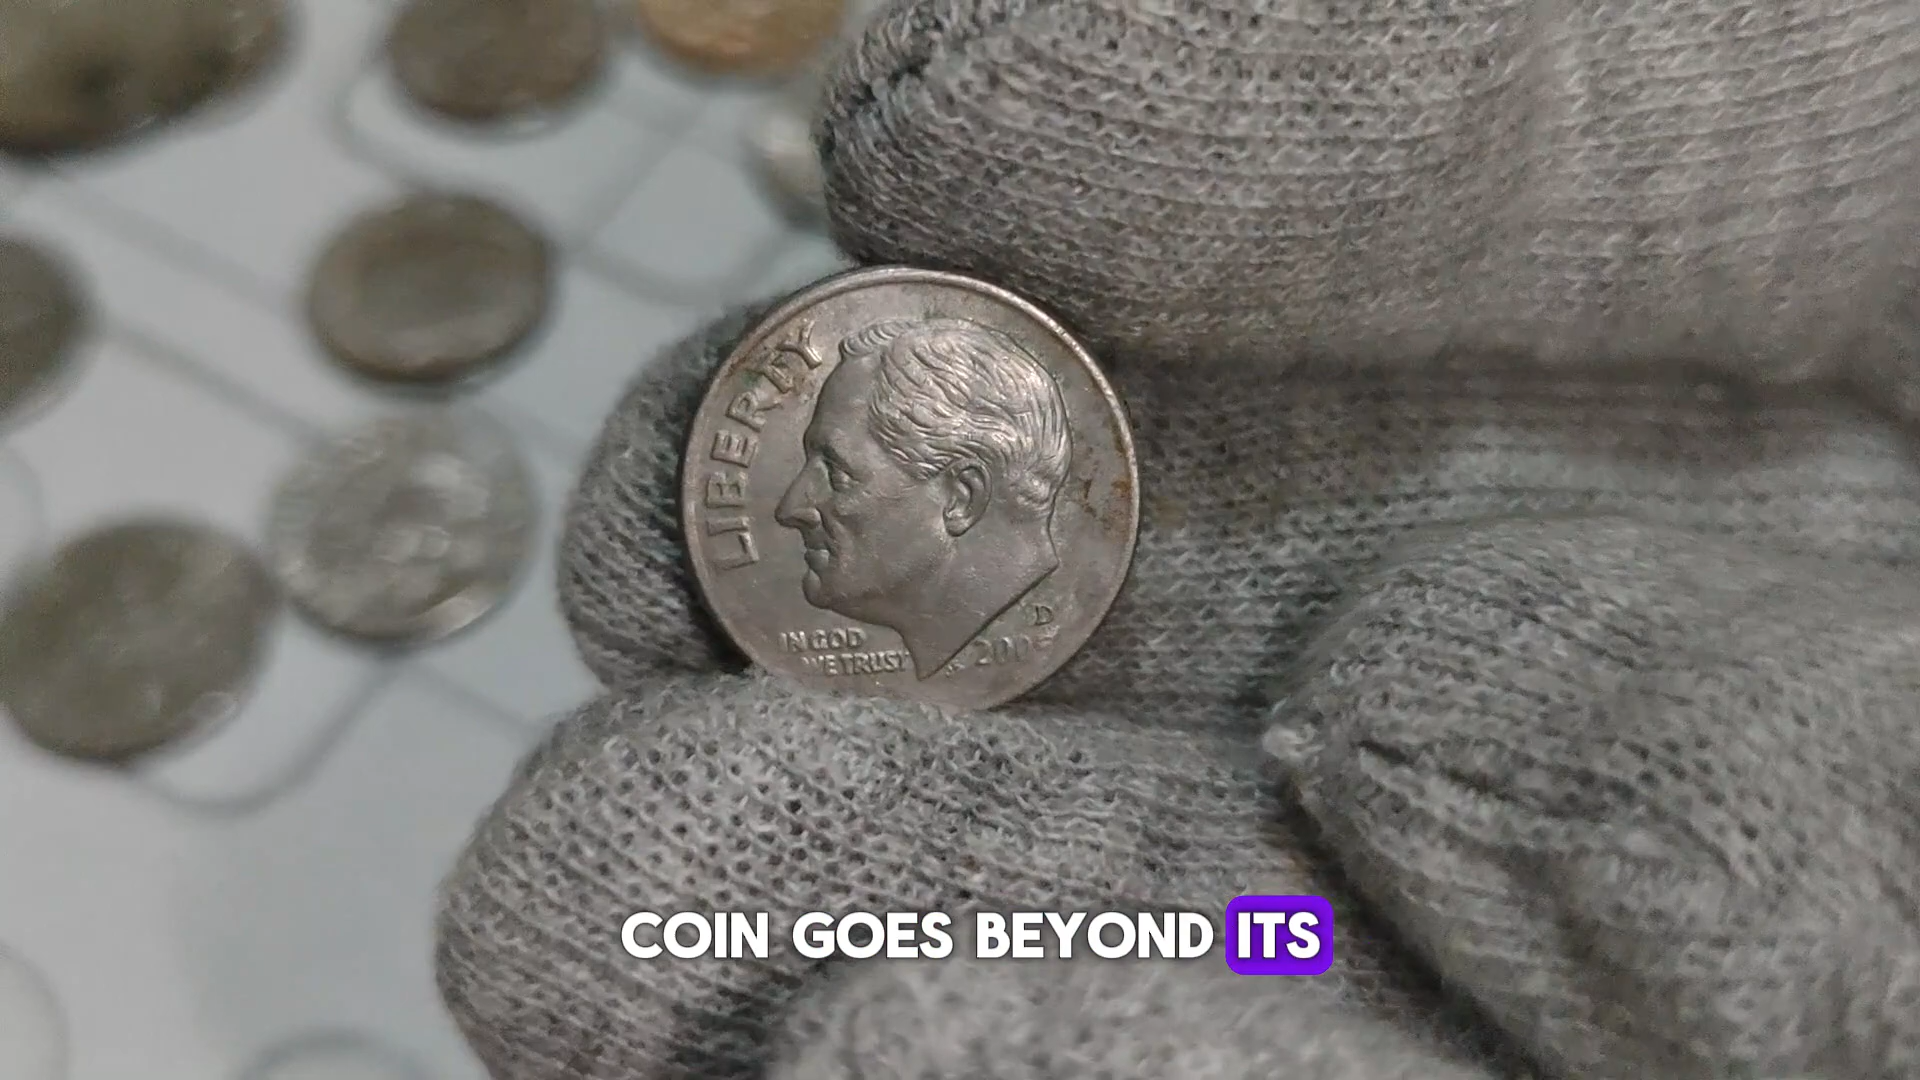 LIBERTY
IN GOD
WE TRUST
D
COIN GOES BEYOND ITS